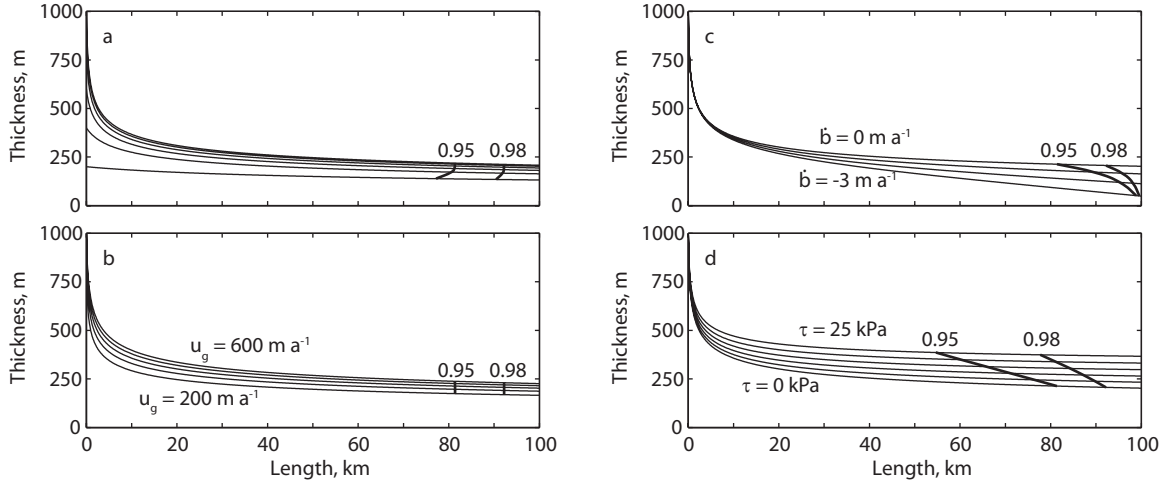 1000
750
500
250
0
Thickness, m
a
0.95 0.98
1000
750
500
250
0
Thickness, m
c
ḃ = 0 m a-1
ḃ = -3 m a-1
0.95 0.98
1000
750
500
250
0
Thickness, m
b
u_g = 600 m a-1
u_g = 200 m a-1
0.95 0.98
0 20 40 60 80 100
Length, km
1000
750
500
250
0
Thickness, m
d
τ = 25 kPa
τ = 0 kPa
0.95 0.98
0 20 40 60 80 100
Length, km